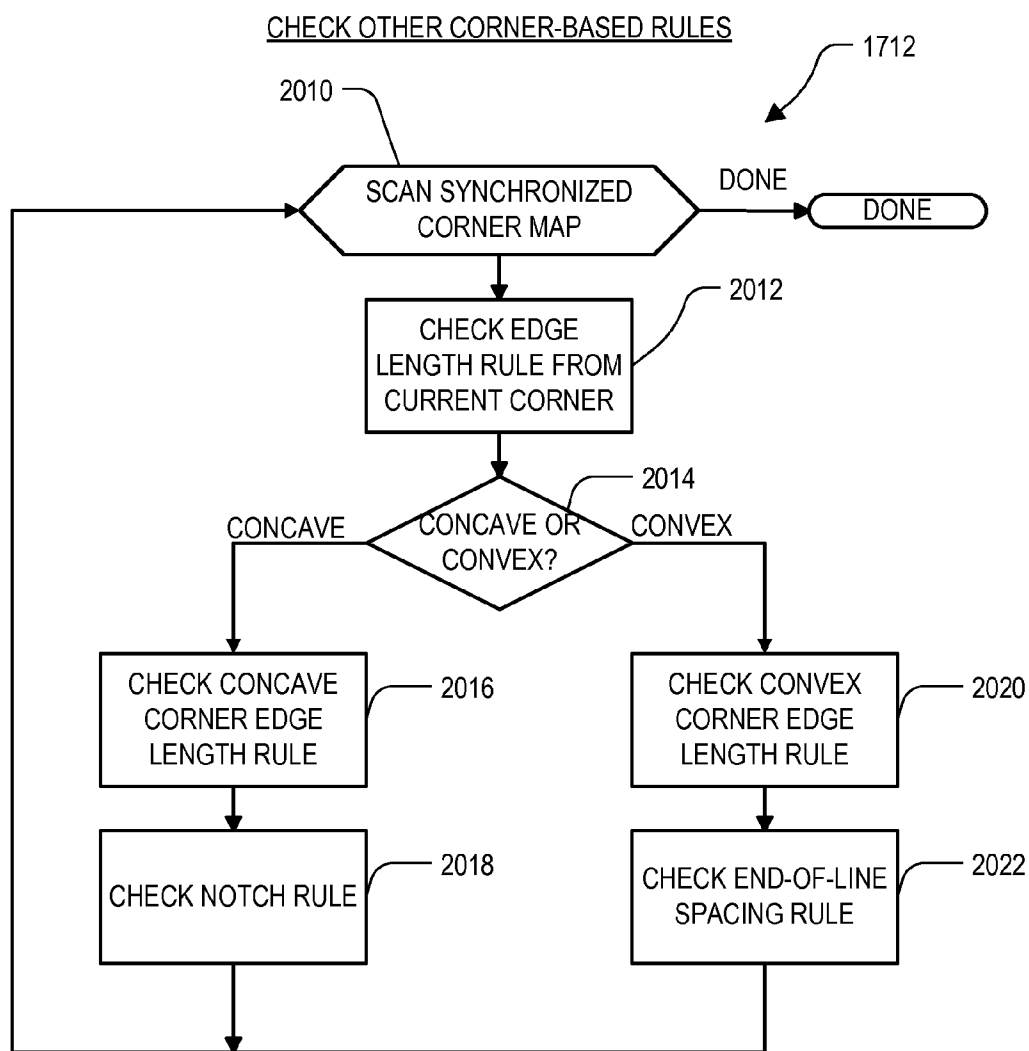 CHECK OTHER CORNER-BASED RULES
1712
2010
SCAN SYNCHRONIZED
CORNER MAP
DONE
DONE
2012
CHECK EDGE
LENGTH RULE FROM
CURRENT CORNER
2014
CONCAVE
CONCAVE OR
CONVEX?
CONVEX
CHECK CONCAVE
CORNER EDGE
LENGTH RULE
2016
CHECK CONVEX
CORNER EDGE
LENGTH RULE
2020
CHECK NOTCH RULE
2018
CHECK END-OF-LINE
SPACING RULE
2022